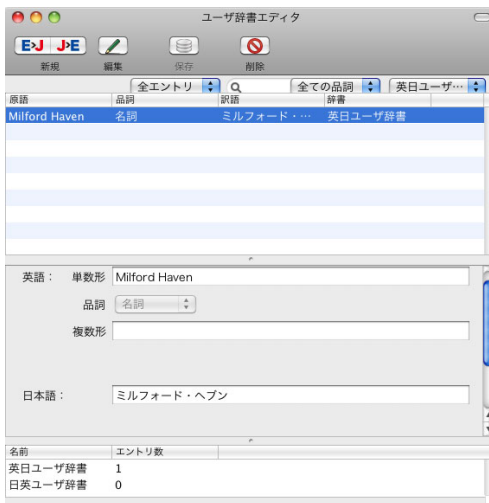 ユーザ辞書エディタ
E›J J›E
新規 編集 保存 削除
全エントリ 全ての品詞 英日ユーザ…
原語 品詞 訳語 辞書
Milford Haven 名詞 ミルフォード・… 英日ユーザ辞書
英語： 単数形 Milford Haven
品詞 名詞
複数形
日本語： ミルフォード・ヘブン
名前 エントリ数
英日ユーザ辞書 1
日英ユーザ辞書 0